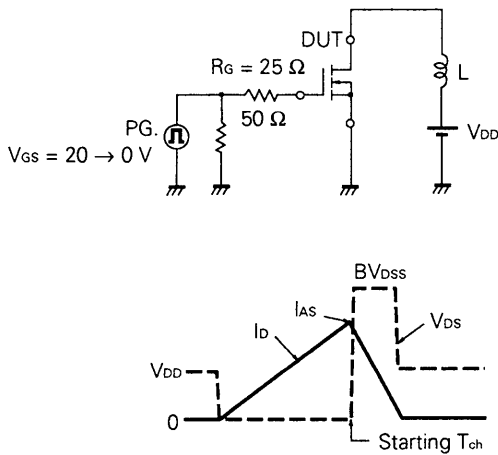 DUT
RG = 25 Ω
L
PG.
50 Ω
VDD
VGS = 20 → 0 V
BVDSS
IAS
ID
VDS
VDD
0
Starting Tch